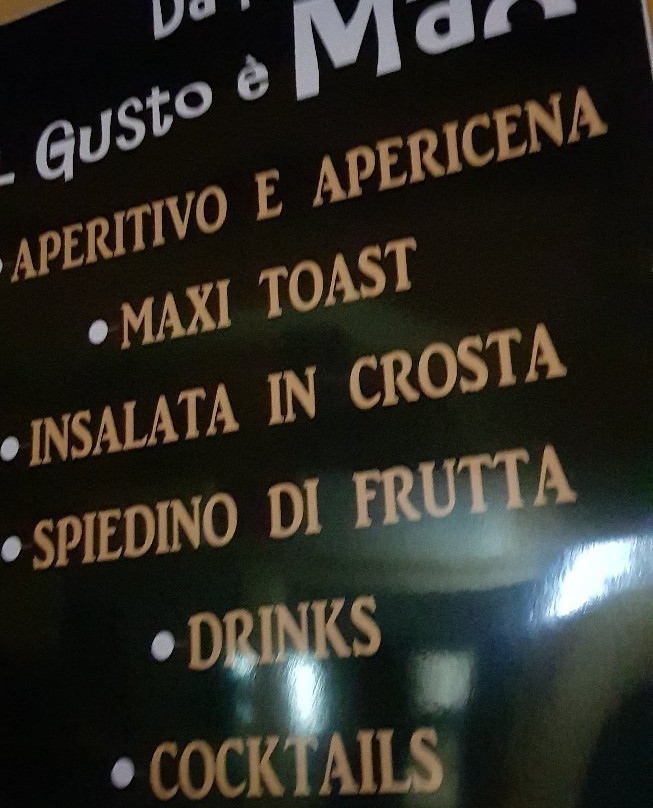 Gusto è
• APERITIVO E APERICENA
• MAXI TOAST
• INSALATA IN CROSTA
• SPIEDINO DI FRUTTA
• DRINKS
• COCKTAILS